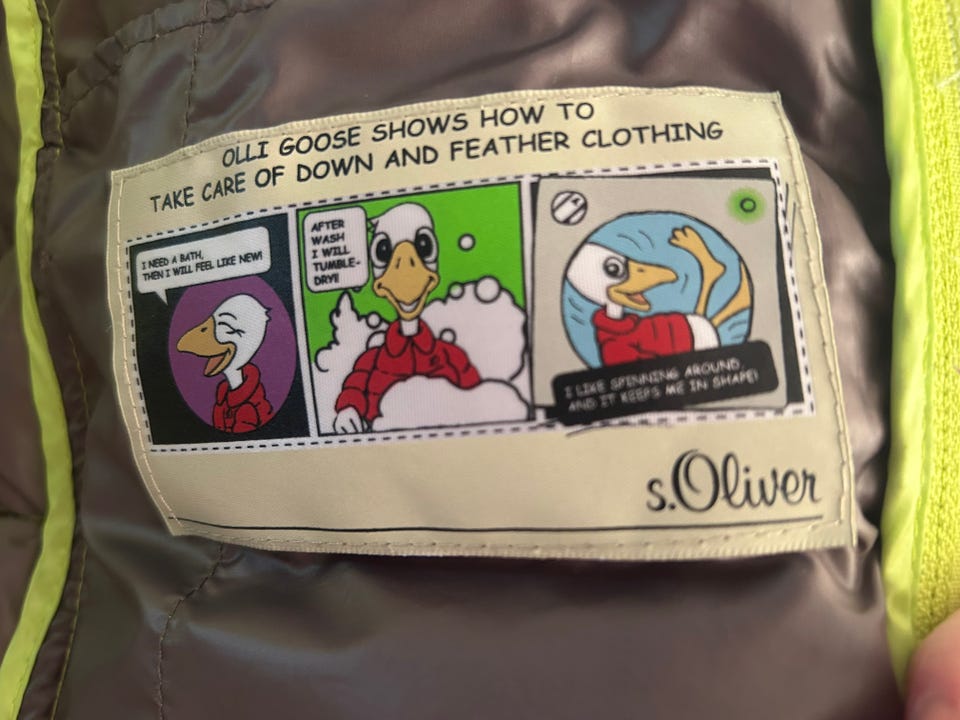 OLLI GOOSE SHOWS HOW TO
TAKE CARE OF DOWN AND FEATHER CLOTHING
I NEED A BATH,
THEN I WILL FEEL LIKE NEW!
AFTER
WASH
I WILL
TUMBLE-
DRY!
I LIKE SPINNING AROUND,
AND IT KEEPS ME IN SHAPE!
s.Oliver